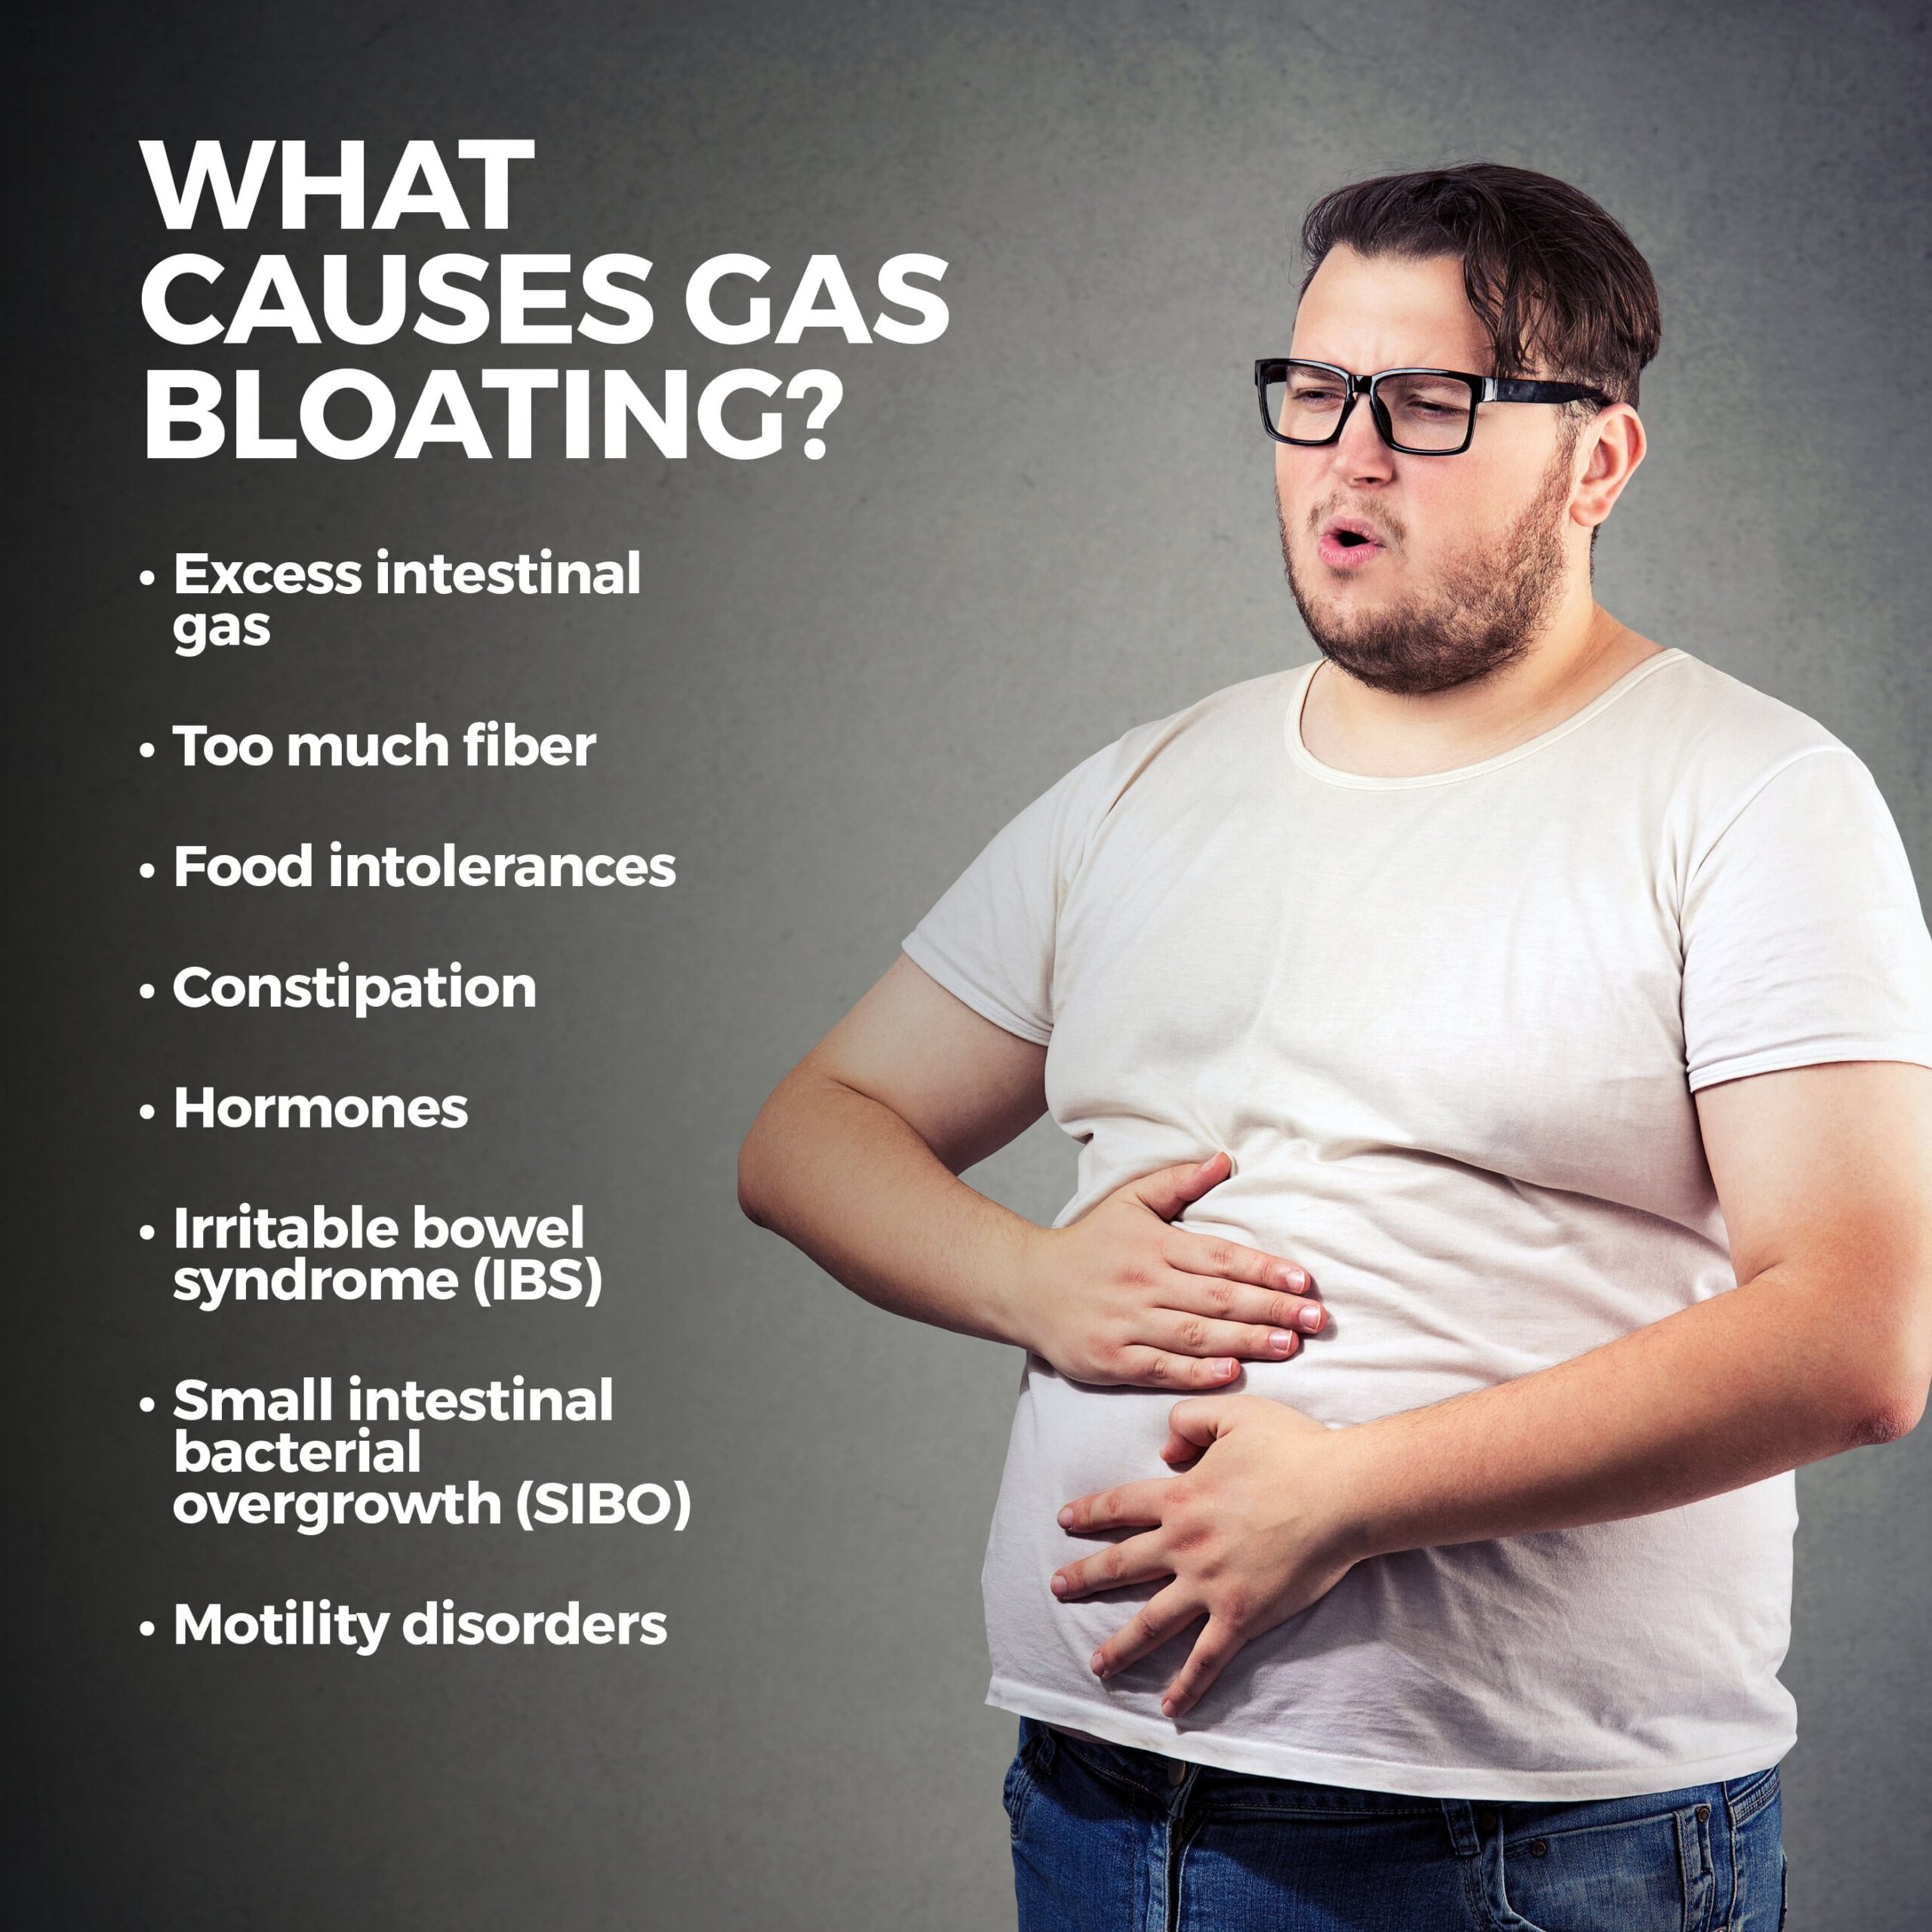 WHAT
CAUSES GAS
BLOATING?
• Excess intestinal
gas
• Too much fiber
• Food intolerances
• Constipation
• Hormones
• Irritable bowel
syndrome (IBS)
• Small intestinal
bacterial
overgrowth (SIBO)
• Motility disorders